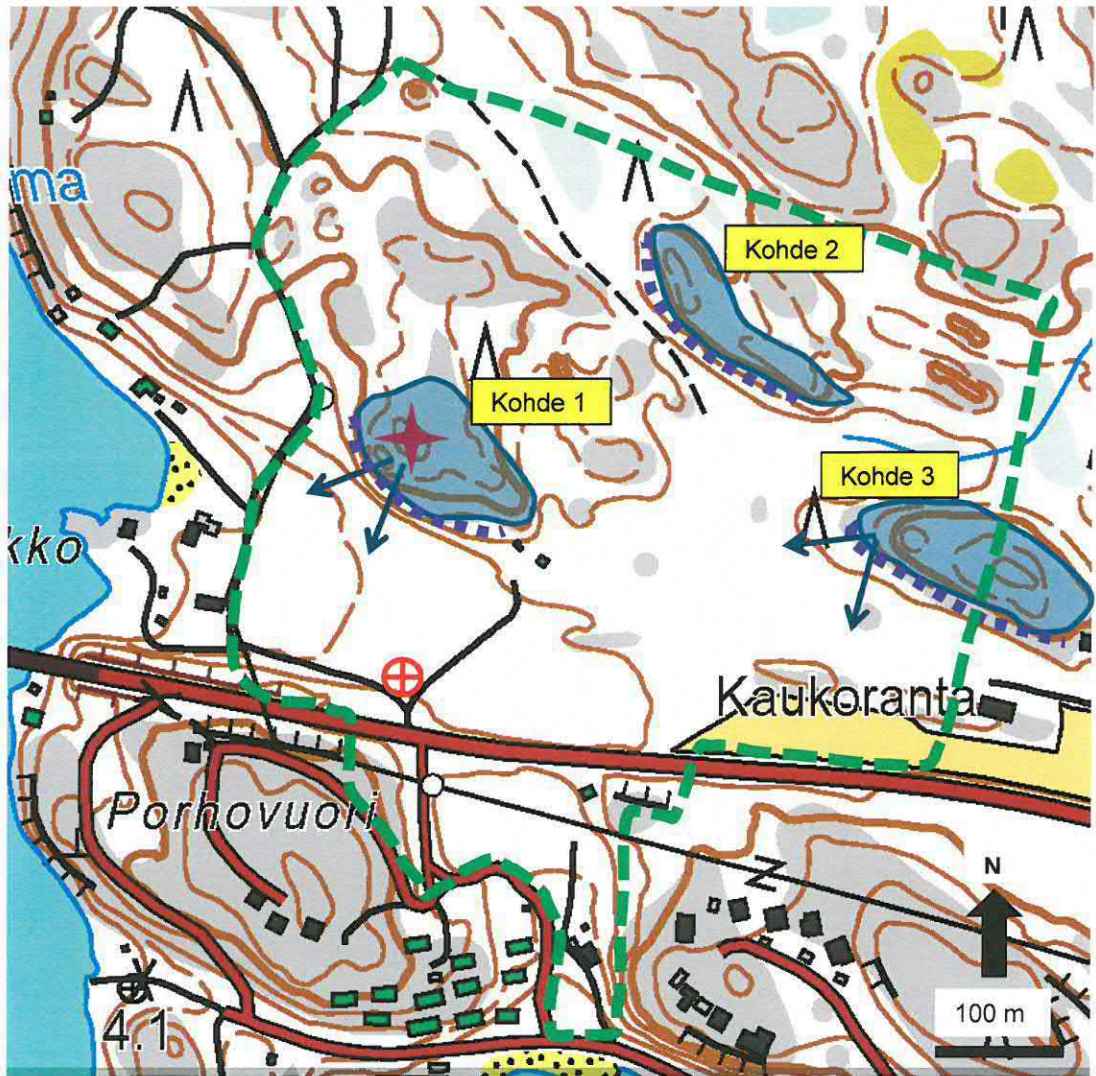 ma
Kohde 2
Kohde 1
Kohde 3
kko
Kaukoranta
Porhovuori
N
100 m
4.1